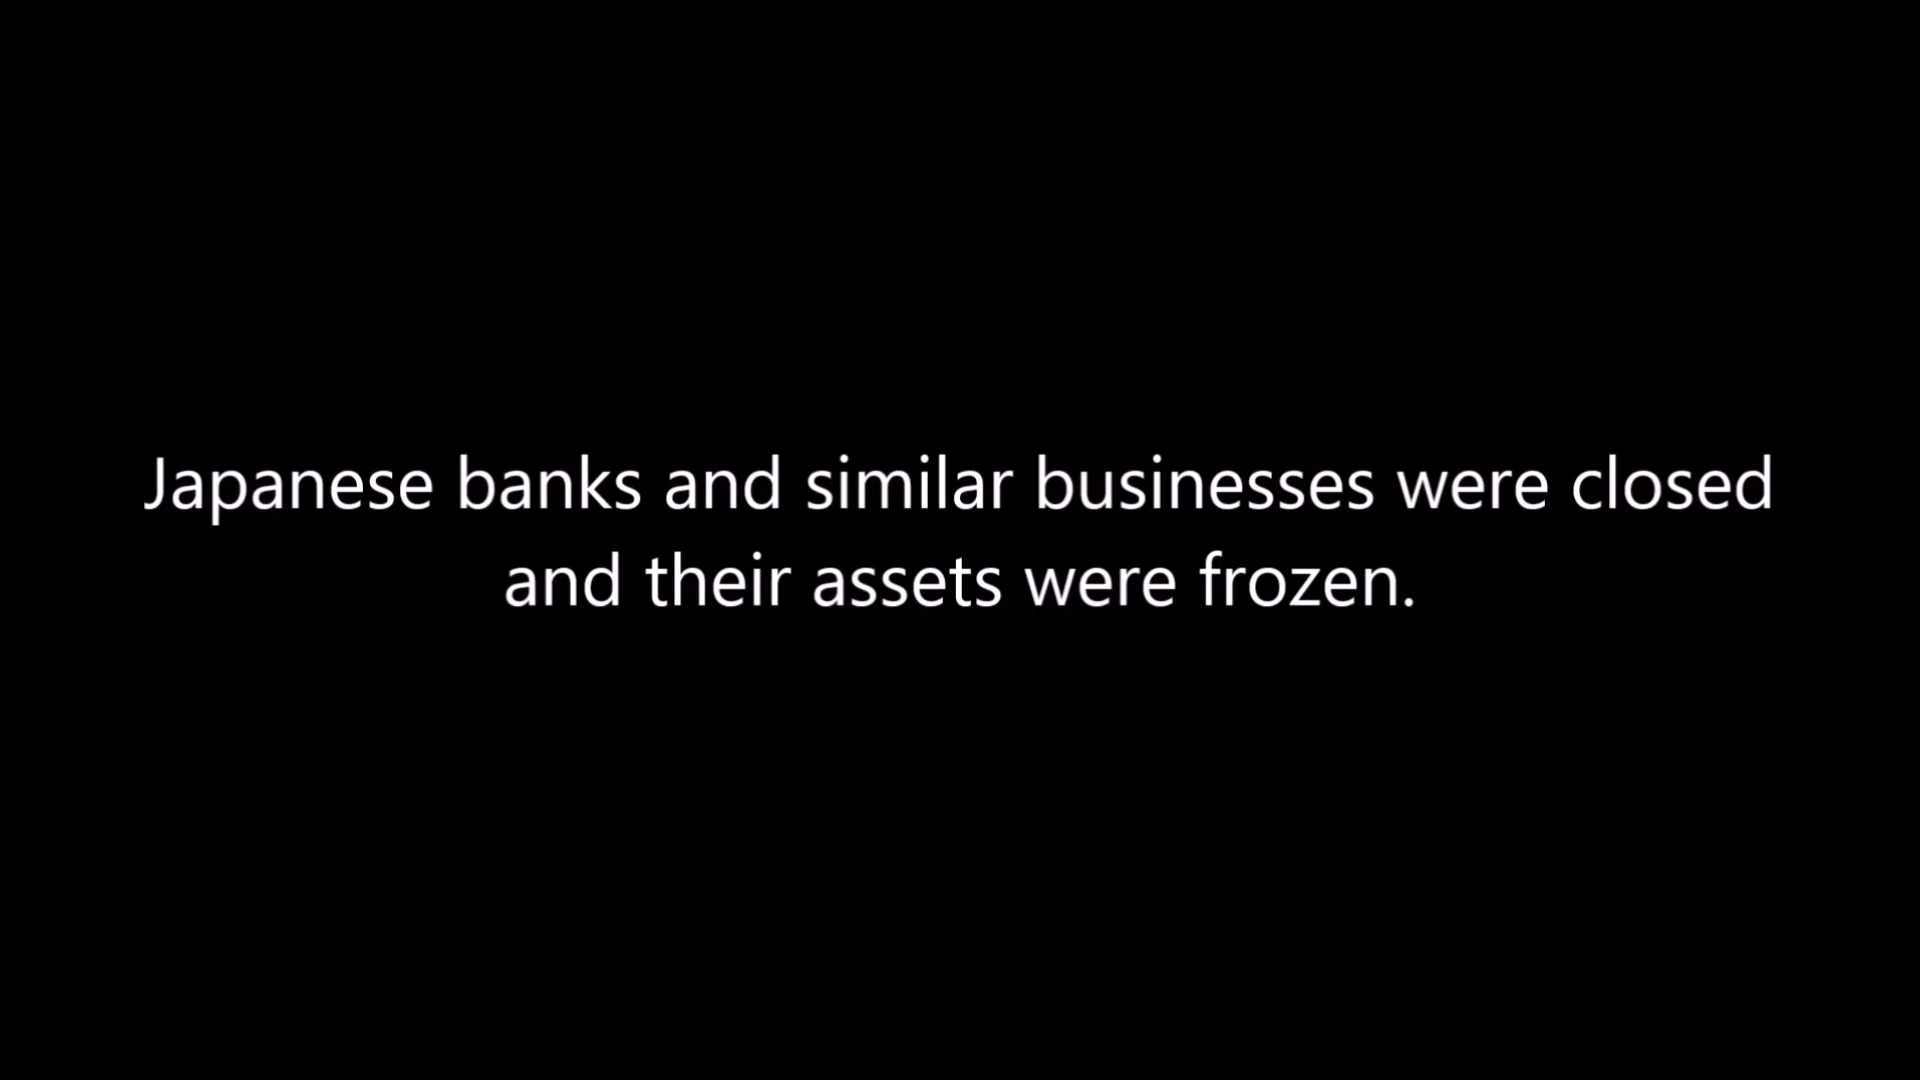 Japanese banks and similar businesses were closed
and their assets were frozen.